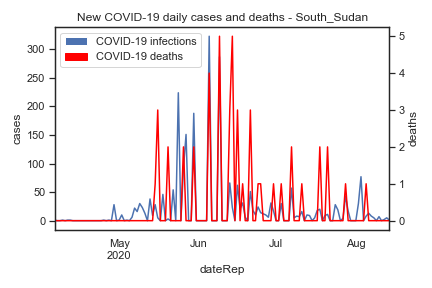 New COVID-19 daily cases and deaths - South_Sudan
COVID-19 infections
COVID-19 deaths
300
250
200
150
100
50
0
cases
5
4
3
2
1
0
deaths
May
2020
Jun
Jul
Aug
dateRep